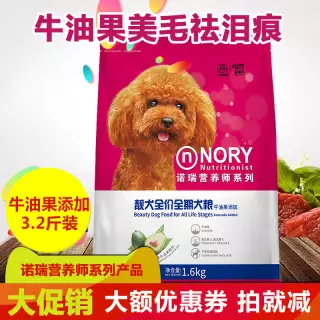 牛油果美毛祛泪痕
NORY
Nutritionist
诺瑞营养师系列
靓犬全价全期犬粮
牛油果添加
Beauty Dog Food for All Life Stages
牛油果添加
3.2斤装
净含量:1.6kg
诺瑞营养师系列产品
大促销 大额优惠券 拍就减